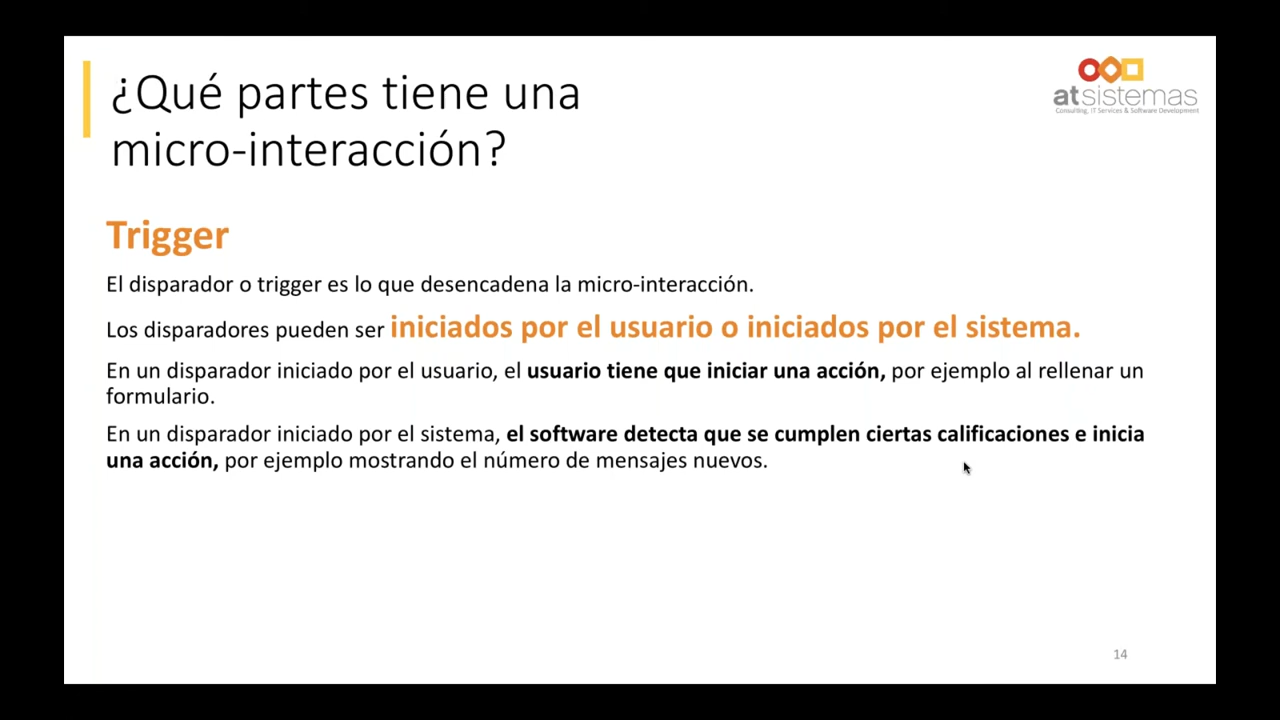 ¿Qué partes tiene una
micro-interacción?
atsistemas
Consulting, IT Services & Software Development
Trigger
El disparador o trigger es lo que desencadena la micro-interacción.
Los disparadores pueden ser iniciados por el usuario o iniciados por el sistema.
En un disparador iniciado por el usuario, el usuario tiene que iniciar una acción, por ejemplo al rellenar un
formulario.
En un disparador iniciado por el sistema, el software detecta que se cumplen ciertas calificaciones e inicia
una acción, por ejemplo mostrando el número de mensajes nuevos.
14